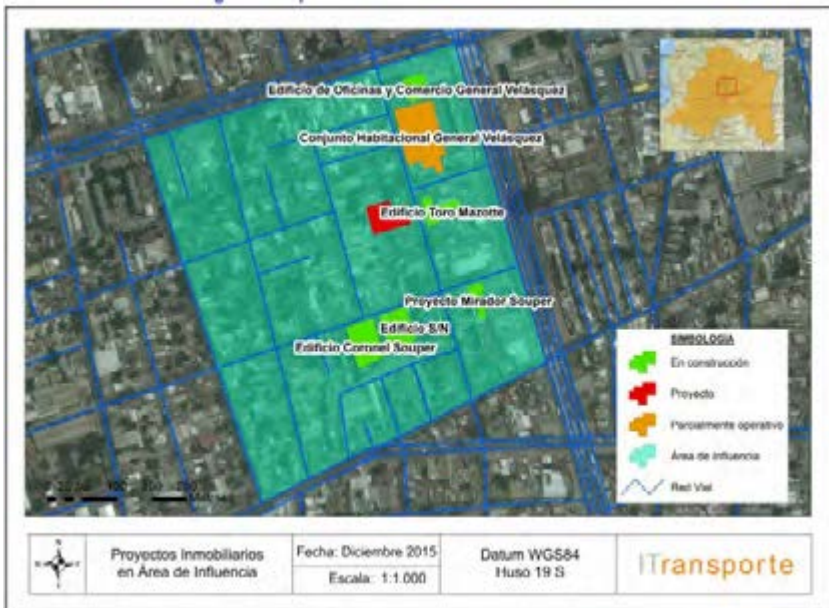 Edificio de Oficinas y Comercio General Velásquez
Conjunto Habitacional General Velásquez
Edificio Toro Mazotte
Proyecto Mirador Souper
Edificio S/N
Edificio Coronel Souper
SIMBOLOGIA
En construcción
Proyecto
Parcialmente operativo
Área de influencia
Red Vial
N
Proyectos Inmobiliarios
en Área de Influencia
Fecha: Diciembre 2015
Escala: 1:1.000
Datum WGS84
Huso 19 S
ITransporte